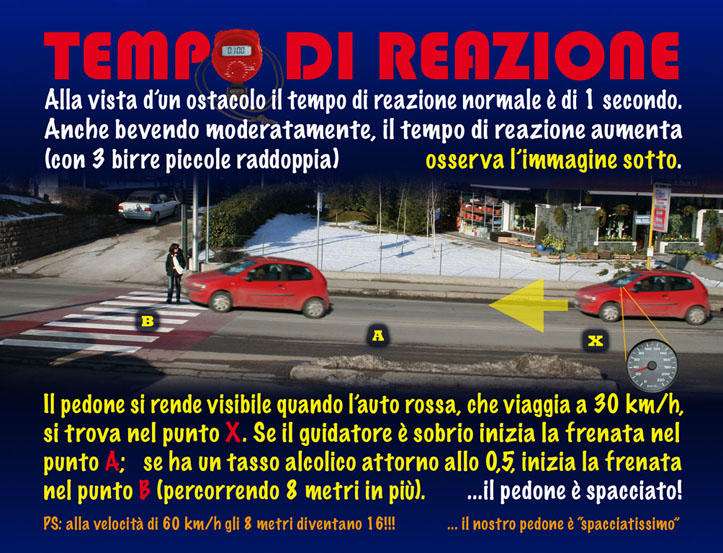 TEMPO DI REAZIONE
0100
Alla vista d'un ostacolo il tempo di reazione normale è di 1 secondo.
Anche bevendo moderatamente, il tempo di reazione aumenta
(con 3 birre piccole raddoppia) osserva l'immagine sotto.
B
A
X
Il pedone si rende visibile quando l'auto rossa, che viaggia a 30 km/h,
si trova nel punto X. Se il guidatore è sobrio inizia la frenata nel
punto A; se ha un tasso alcolico attorno allo 0,5, inizia la frenata
nel punto B (percorrendo 8 metri in più). ...il pedone è spacciato!
PS: alla velocità di 60 km/h gli 8 metri diventano 16!!! ... il nostro pedone è "spacciatissimo"